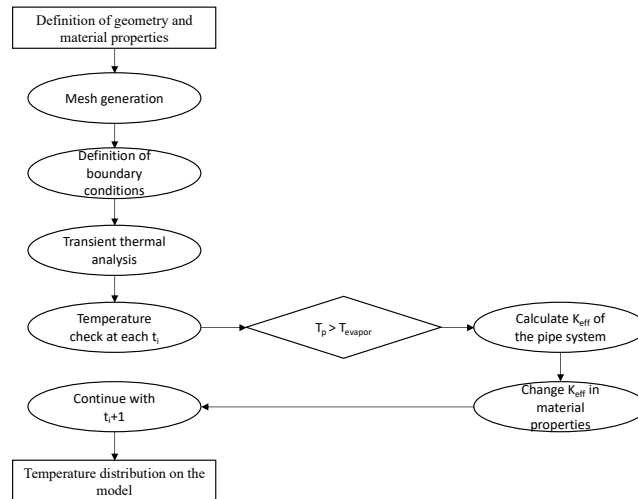 Definition of geometry and
material properties
Mesh generation
Definition of
boundary
conditions
Transient thermal
analysis
Temperature
check at each tᵢ
Tₚ > Tₑᵥₐₚₒᵣ
Calculate Kₑff of
the pipe system
Change Kₑff in
material
properties
Continue with
tᵢ+1
Temperature distribution on the
model